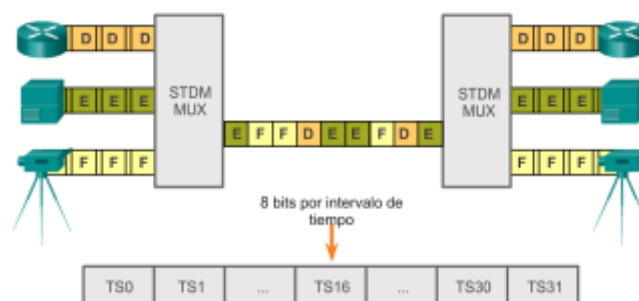 D D D
D D D
E E E
STDM
MUX
STDM
MUX
E E E
E F F D E E F D E
F F F
F F F
8 bits por intervalo de
tiempo
TS0 TS1 ... TS16 ... TS30 TS31